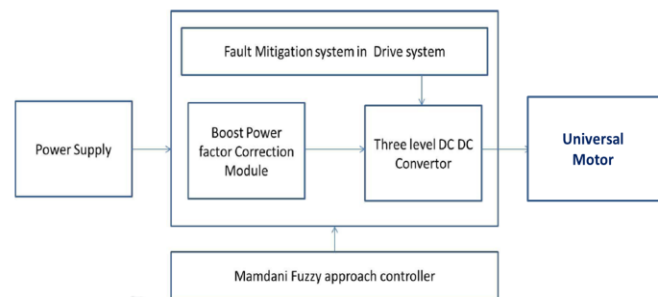 Fault Mitigation system in Drive system
Power Supply
Boost Power
factor Correction
Module
Three level DC DC
Convertor
Universal
Motor
Mamdani Fuzzy approach controller